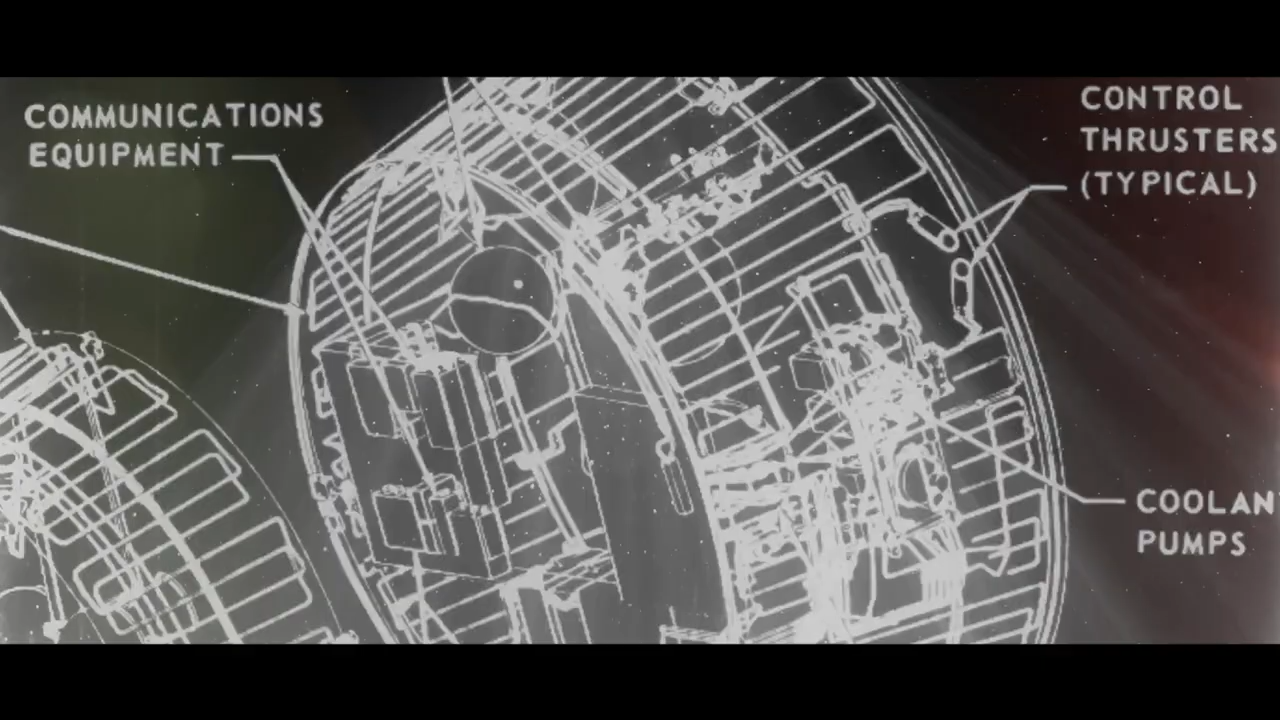 COMMUNICATIONS
EQUIPMENT
CONTROL
THRUSTERS
(TYPICAL)
COOLAN
PUMPS